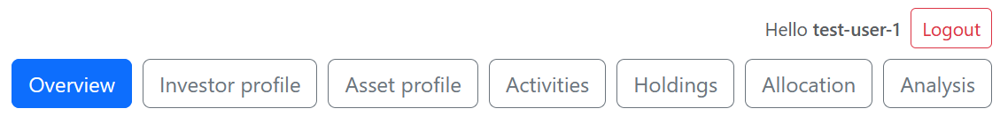 Hello test-user-1 Logout
Overview Investor profile Asset profile Activities Holdings Allocation Analysis